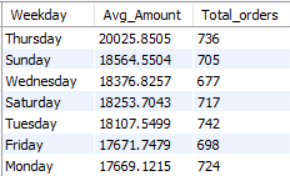 Weekday Avg_Amount Total_orders
Thursday 20025.8505 736
Sunday 18564.5504 705
Wednesday 18376.8257 677
Saturday 18253.7043 717
Tuesday 18107.5499 742
Friday 17671.7479 698
Monday 17669.1215 724